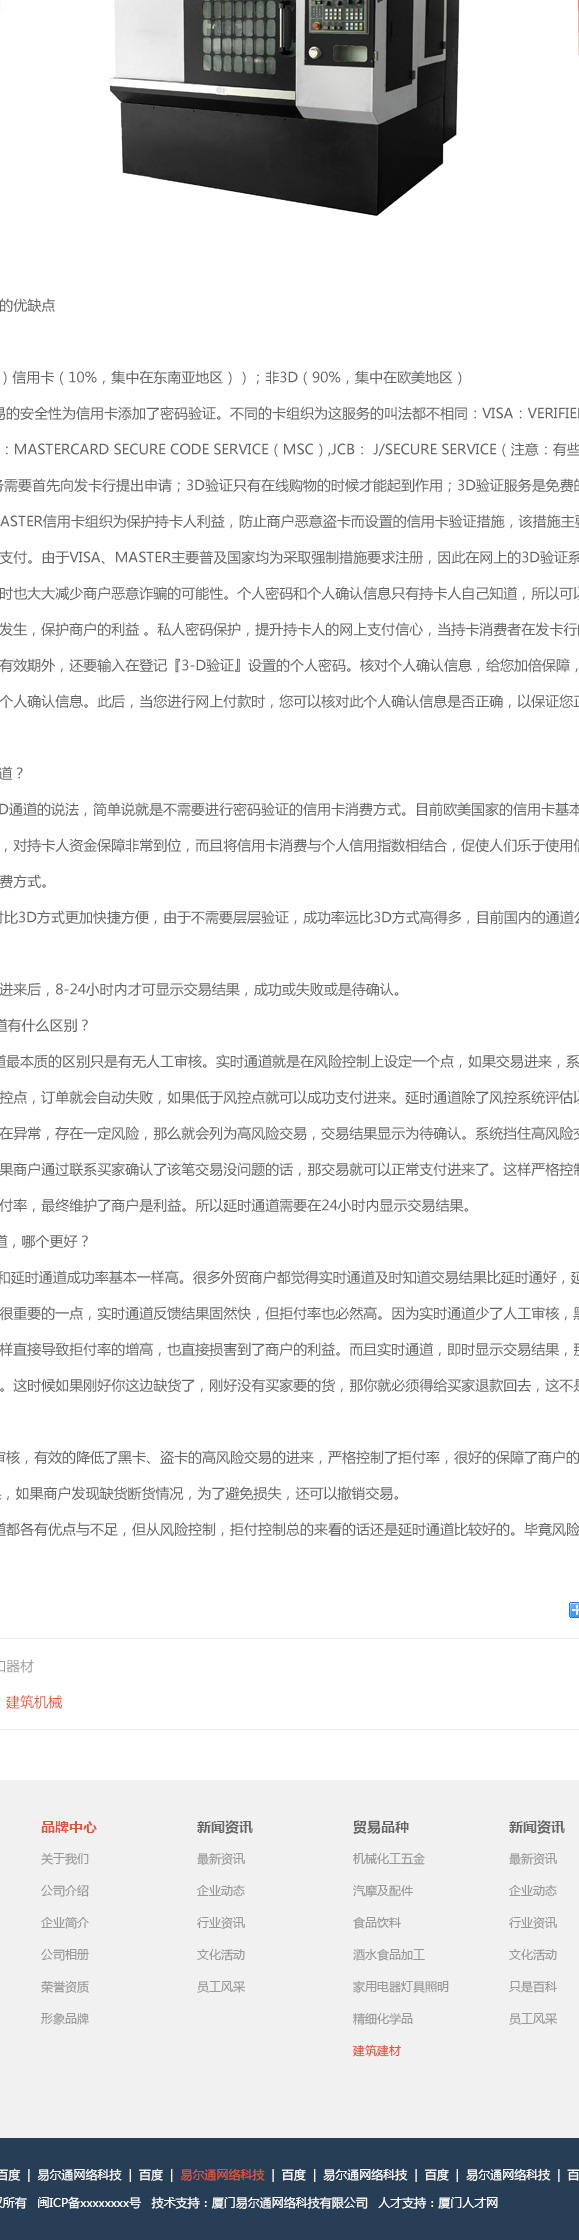 的优缺点
）信用卡（10%，集中在东南亚地区））；非3D（90%，集中在欧美地区）
易的安全性为信用卡添加了密码验证。不同的卡组织为这服务的叫法都不相同：VISA：VERIFIE
：MASTERCARD SECURE CODE SERVICE（MSC）,JCB： J/SECURE SERVICE（注意：有些
需要首先向发卡行提出申请；3D验证只有在线购物的时候才能起到作用；3D验证服务是免费的
ASTER信用卡组织为保护持卡人利益，防止商户恶意盗卡而设置的信用卡验证措施，该措施主要
支付。由于VISA、MASTER主要普及国家均为采取强制措施要求注册，因此在网上的3D验证系
时也大大减少商户恶意诈骗的可能性。个人密码和个人确认信息只有持卡人自己知道，所以可以
发生，保护商户的利益 。私人密码保护，提升持卡人的网上支付信心，当持卡消费者在发卡行的
有效期外，还要输入在登记『3-D验证』设置的个人密码。核对个人确认信息，给您加倍保障，
个人确认信息。此后，当您进行网上付款时，您可以核对此个人确认信息是否正确，以保证您正
道？
D通道的说法，简单说就是不需要进行密码验证的信用卡消费方式。目前欧美国家的信用卡基本
，对持卡人资金保障非常到位，而且将信用卡消费与个人信用指数相结合，促使人们乐于使用信
费方式。
对比3D方式更加快捷方便，由于不需要层层验证，成功率远比3D方式高得多，目前国内的通道公
进来后，8-24小时内才可显示交易结果，成功或失败或是待确认。
道有什么区别？
道最本质的区别只是有无人工审核。实时通道就是在风险控制上设定一个点，如果交易进来，系
控点，订单就会自动失败，如果低于风控点就可以成功支付进来。延时通道除了风控系统评估以
在异常，存在一定风险，那么就会列为高风险交易，交易结果显示为待确认。系统挡住高风险交
果商户通过联系买家确认了该笔交易没问题的话，那交易就可以正常支付进来了。这样严格控制
付率，最终维护了商户是利益。所以延时通道需要在24小时内显示交易结果。
道，哪个更好？
和延时通道成功率基本一样高。很多外贸商户都觉得实时通道及时知道交易结果比延时通好，延
很重要的一点，实时通道反馈结果固然快，但拒付率也必然高。因为实时通道少了人工审核，黑
样直接导致拒付率的增高，也直接损害到了商户的利益。而且实时通道，即时显示交易结果，那
。这时候如果刚好你这边缺货了，刚好没有买家要的货，那你就必须得给买家退款回去，这不是
审核，有效的降低了黑卡、盗卡的高风险交易的进来，严格控制了拒付率，很好的保障了商户的
，如果商户发现缺货断货情况，为了避免损失，还可以撤销交易。
道都各有优点与不足，但从风险控制，拒付控制总的来看的话还是延时通道比较好的。毕竟风险
器材
建筑机械
品牌中心 新闻资讯 贸易品种 新闻资讯
关于我们 最新资讯 机械化工五金 最新资讯
公司介绍 企业动态 汽摩及配件 企业动态
企业简介 行业资讯 食品饮料 行业资讯
公司相册 文化活动 酒水食品加工 文化活动
荣誉资质 员工风采 家用电器灯具照明 只是百科
形象品牌 精细化学品 员工风采
建筑建材
百度 | 易尔通网络科技 | 百度 | 易尔通网络科技 | 百度 | 易尔通网络科技 | 百度 | 易尔通网络科技 | 百
权所有 闽ICP备xxxxxxxx号 技术支持：厦门易尔通网络科技有限公司 人才支持：厦门人才网